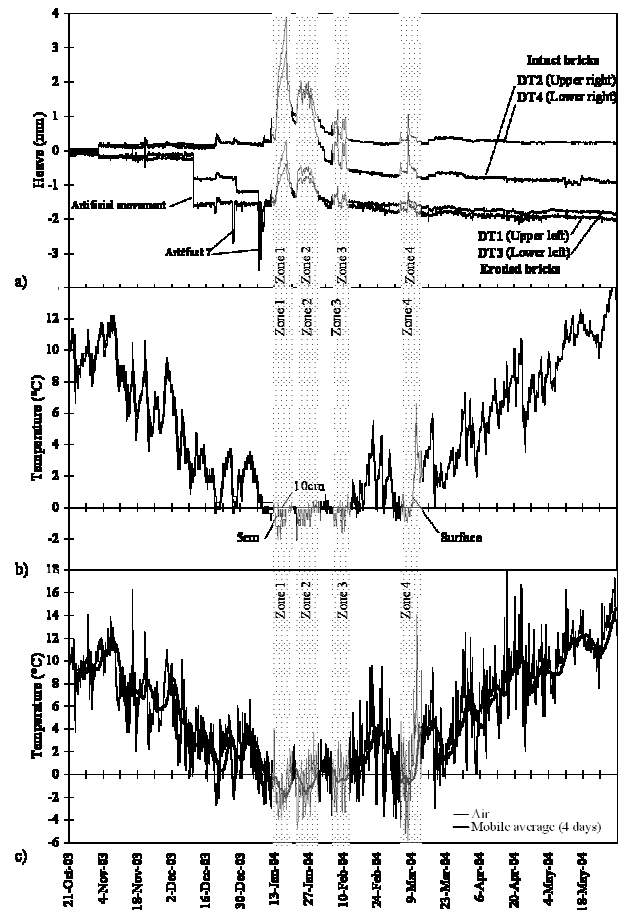 4
3
2
1
0
-1
-2
-3
Heave (mm)
Intact bricks
DT2 (Upper right)
DT4 (Lower right)
Artificial movement
Artifact ?
DT1 (Upper left)
DT3 (Lower left)
Eroded bricks
Zone 1
Zone 2
Zone 3
Zone 4
a)
12
10
8
6
4
2
0
-2
Temperature (°C)
Zone 1
Zone 2
Zone 3
Zone 4
10cm
5cm
Surface
b)
18
16
14
12
10
8
6
4
2
0
-2
-4
-6
Temperature (°C)
Zone 1
Zone 2
Zone 3
Zone 4
Air
Mobile average (4 days)
c)
21-Oct-03
4-Nov-03
18-Nov-03
2-Dec-03
16-Dec-03
30-Dec-03
13-Jan-04
27-Jan-04
10-Feb-04
24-Feb-04
9-Mar-04
23-Mar-04
6-Apr-04
20-Apr-04
4-May-04
18-May-04